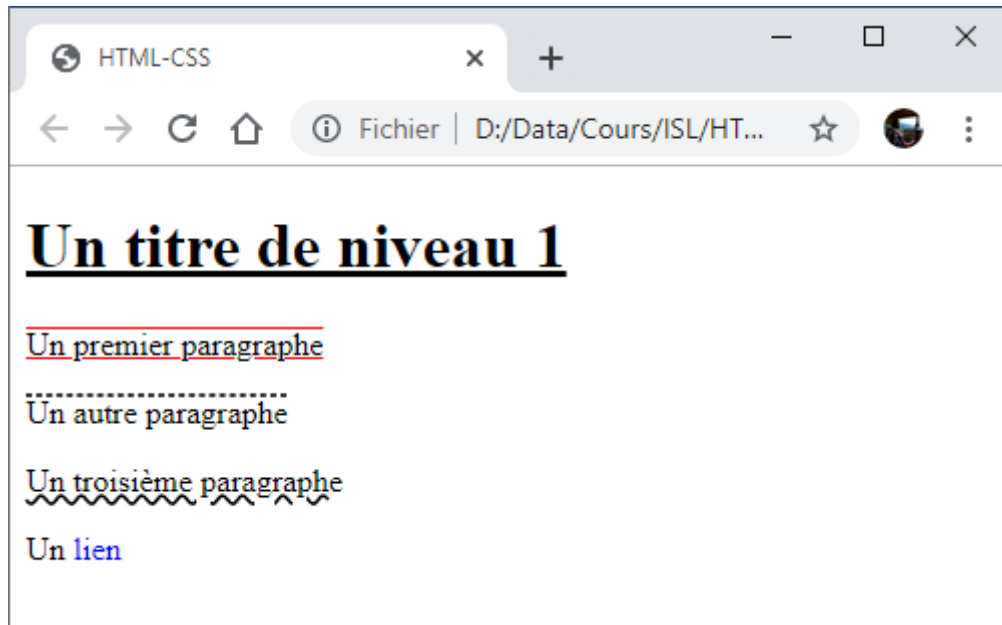 HTML-CSS
Fichier D:/Data/Cours/ISL/HT...
Un titre de niveau 1
Un premier paragraphe
Un autre paragraphe
Un troisième paragraphe
Un lien